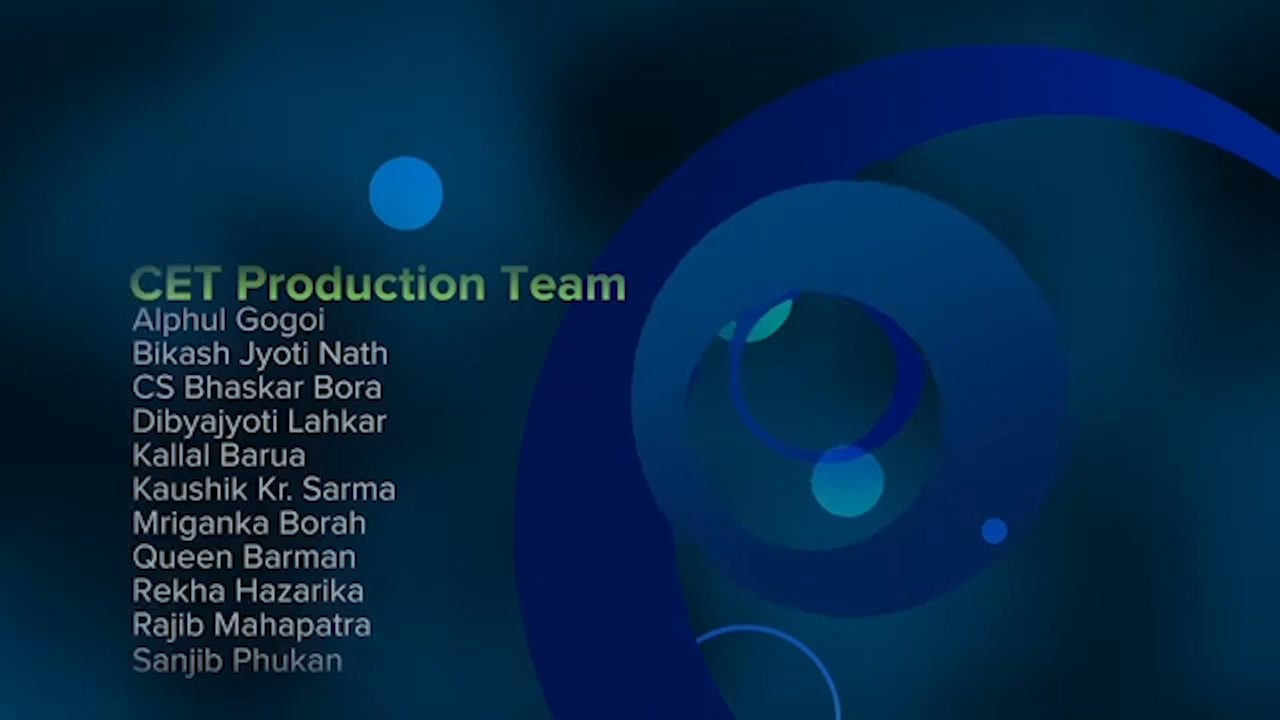 CET Production Team
Alphul Gogoi
Bikash Jyoti Nath
CS Bhaskar Bora
Dibyajyoti Lahkar
Kallal Barua
Kaushik Kr. Sarma
Mriganka Borah
Queen Barman
Rekha Hazarika
Rajib Mahapatra
Sanjib Phukan